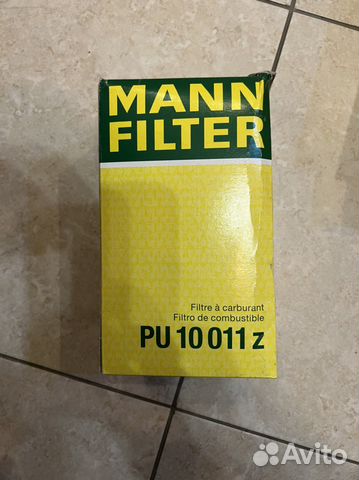 MANN
FILTER
Filtre à carburant
Filtro de combustible
PU 10 011 z
Avito